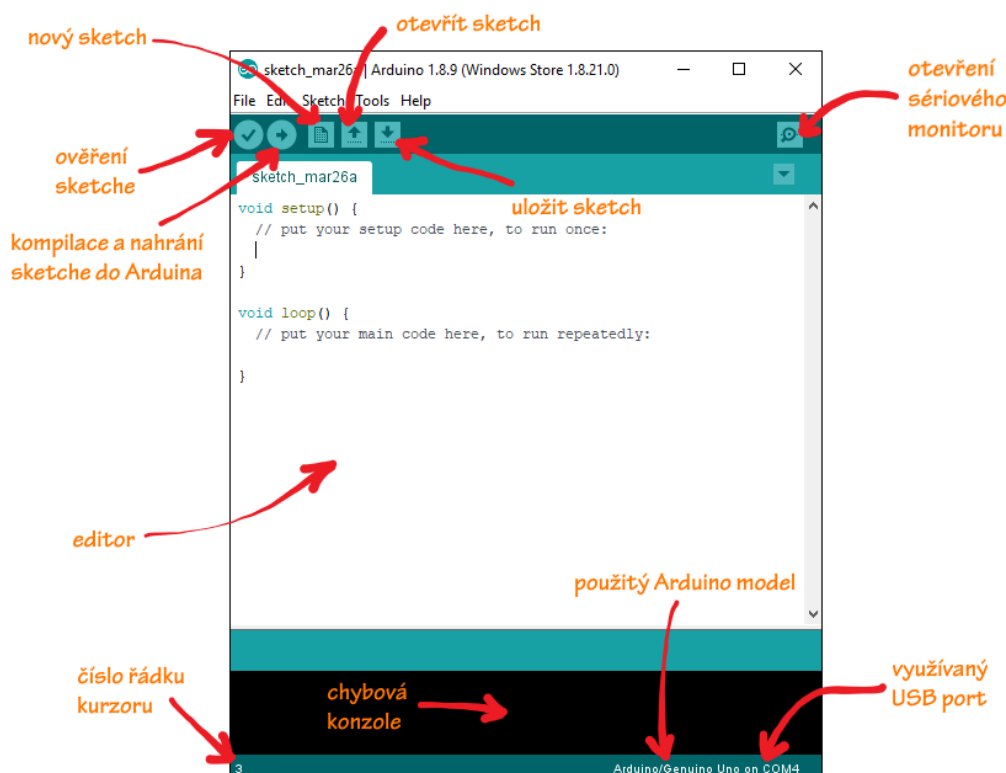 nový sketch
otevřít sketch
sketch_mar26a | Arduino 1.8.9 (Windows Store 1.8.21.0)
otevření
sériového
monitoru
File Edit Sketch Tools Help
ověření
sketche
sketch_mar26a
uložit sketch
void setup() {
// put your setup code here, to run once:
kompilace a nahrání
sketche do Arduina
}
void loop() {
// put your main code here, to run repeatedly:
}
editor
použitý Arduino model
číslo řádku
kurzoru
chybová
konzole
využívaný
USB port
3
Arduino/Genuino Uno on COM4